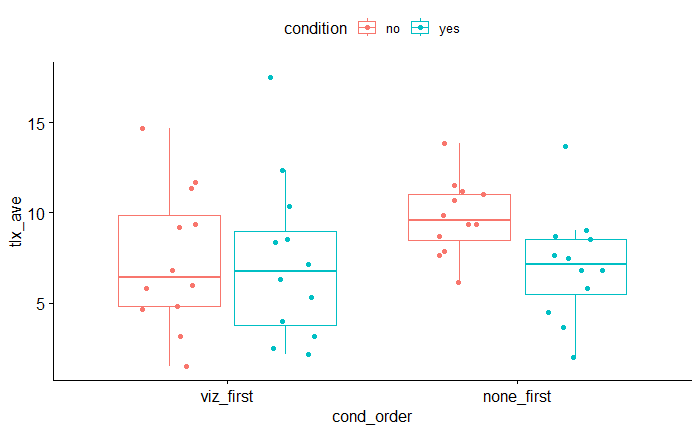 condition no yes
15
10
5
tlx_ave
viz_first none_first
cond_order